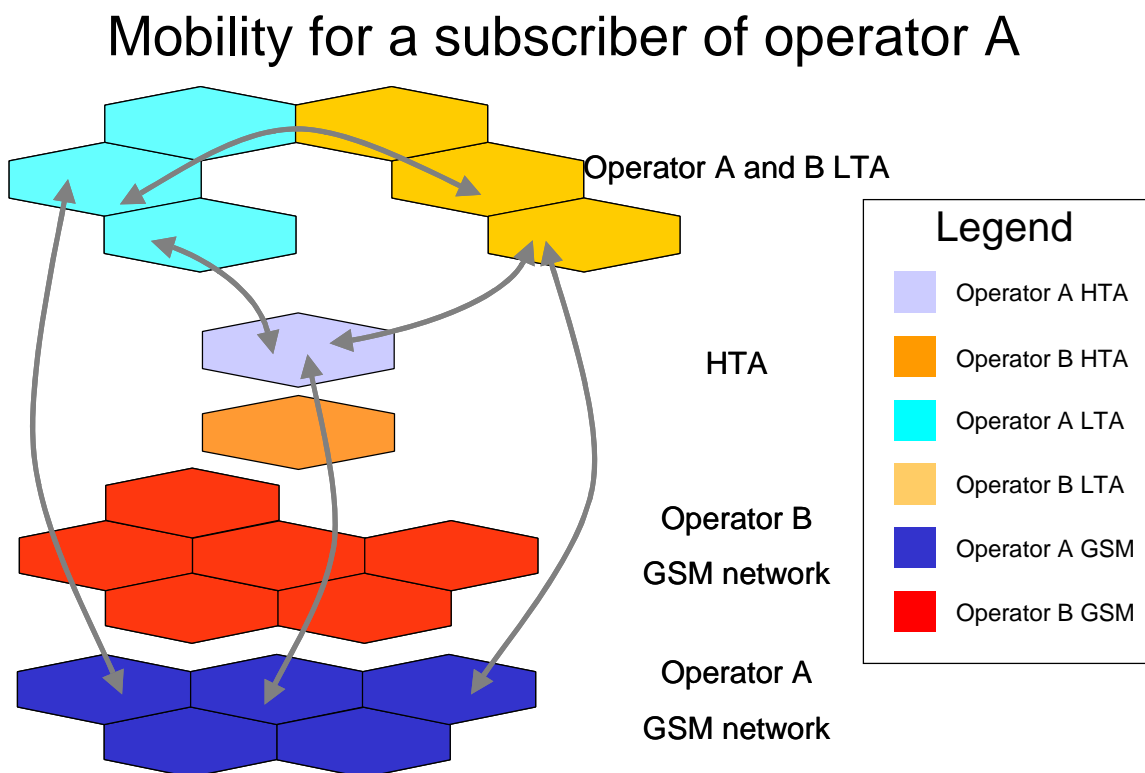 Mobility for a subscriber of operator A
Operator A and B LTA
HTA
Operator B
GSM network
Operator A
GSM network
Legend
Operator A HTA
Operator B HTA
Operator A LTA
Operator B LTA
Operator A GSM
Operator B GSM